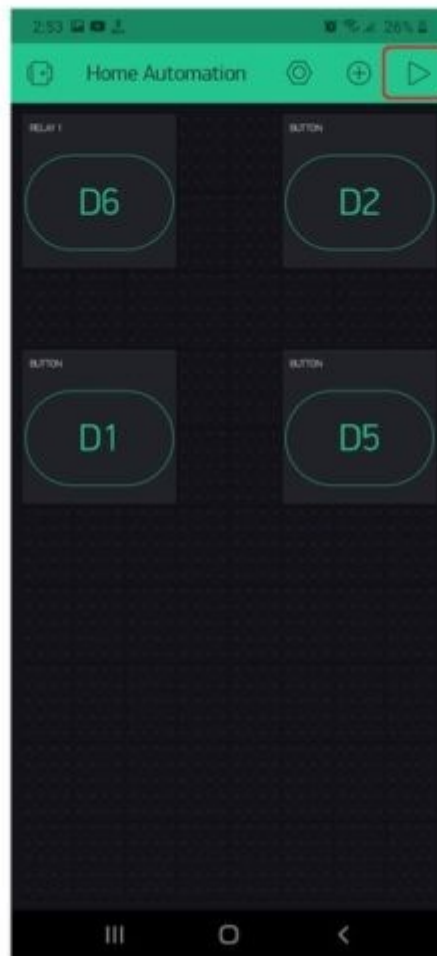 2:53 26%
Home Automation
RELAY 1 BUTTON
D6 D2
BUTTON BUTTON
D1 D5